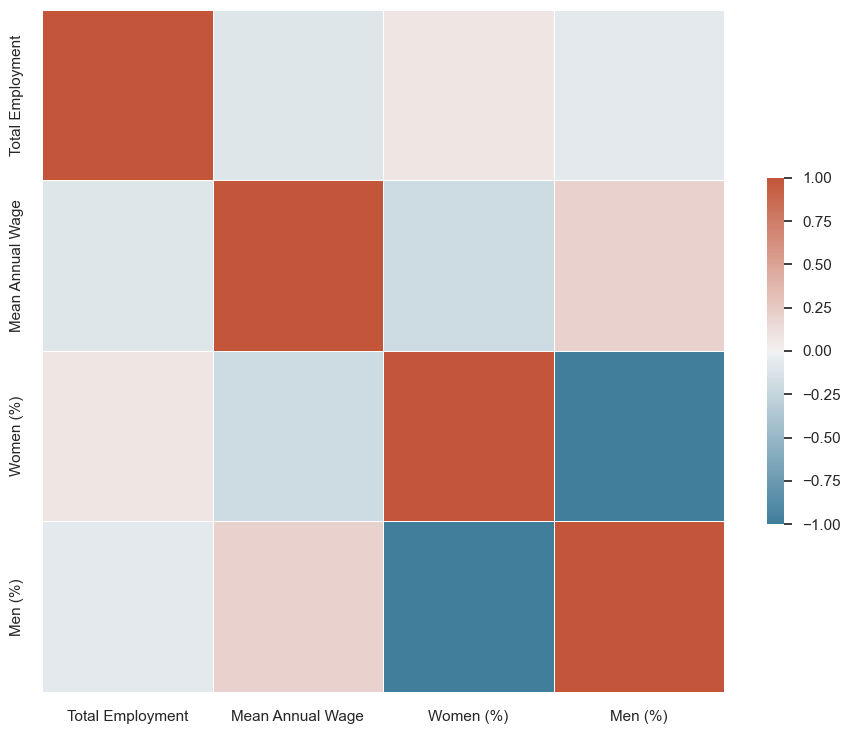 Total Employment
Mean Annual Wage
Women (%)
Men (%)
Total Employment
Mean Annual Wage
Women (%)
Men (%)
1.00
0.75
0.50
0.25
0.00
−0.25
−0.50
−0.75
−1.00